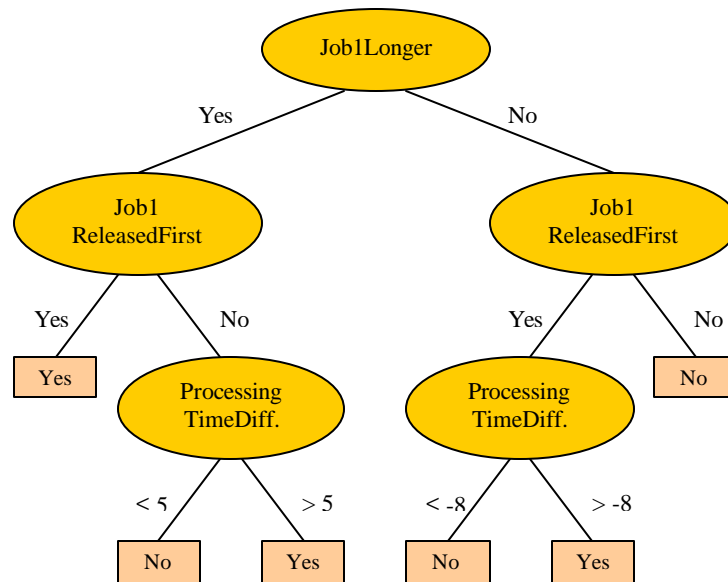 Job1Longer
Yes
No
Job1
ReleasedFirst
Job1
ReleasedFirst
Yes
No
Yes
No
Yes
Processing
TimeDiff.
Processing
TimeDiff.
No
< 5
> 5
< -8
> -8
No
Yes
No
Yes